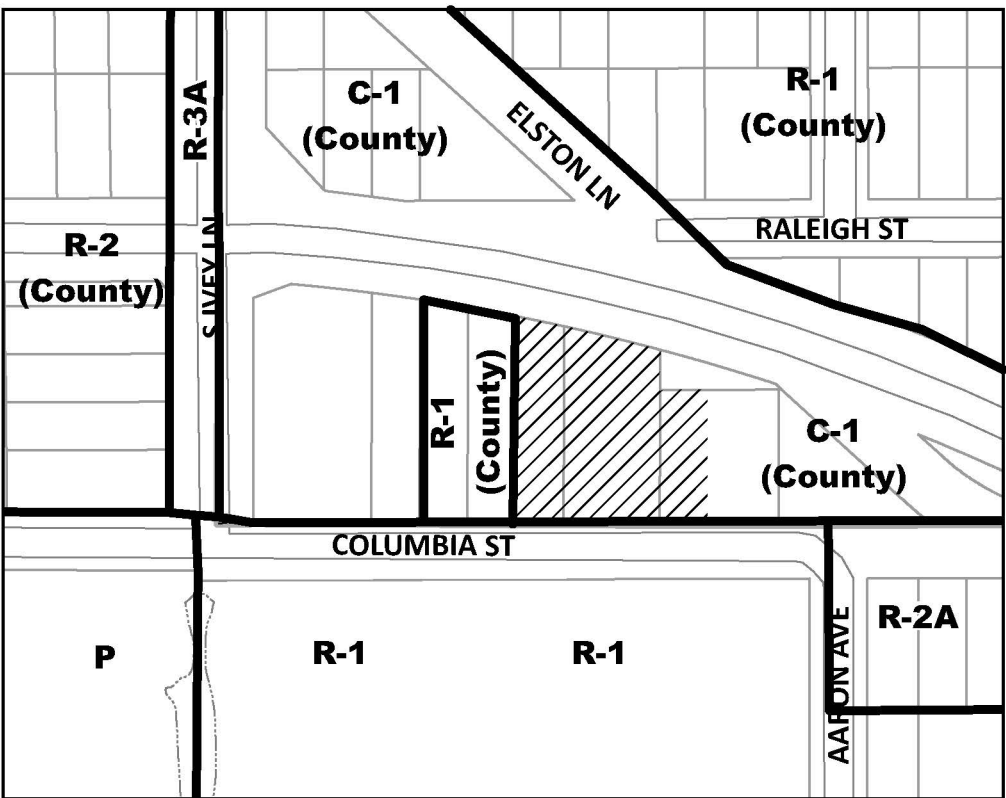 R-3A
C-1
(County)
ELSTON LN
R-1
(County)
RALEIGH ST
R-2
(County)
S IVEY LN
R-1
(County)
C-1
(County)
COLUMBIA ST
P
R-1
R-1
AARON AVE
R-2A